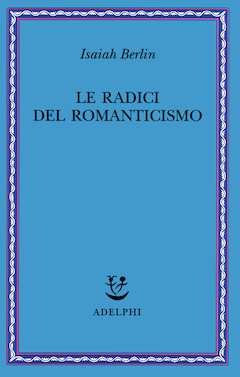 Isaiah Berlin
LE RADICI
DEL ROMANTICISMO
ADELPHI